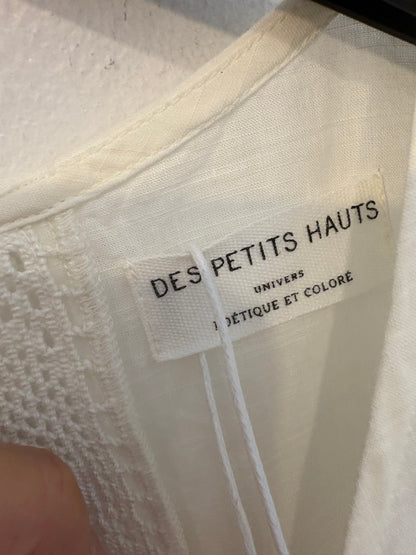 DES PETITS HAUTS
UNIVERS
POÉTIQUE ET COLORÉ